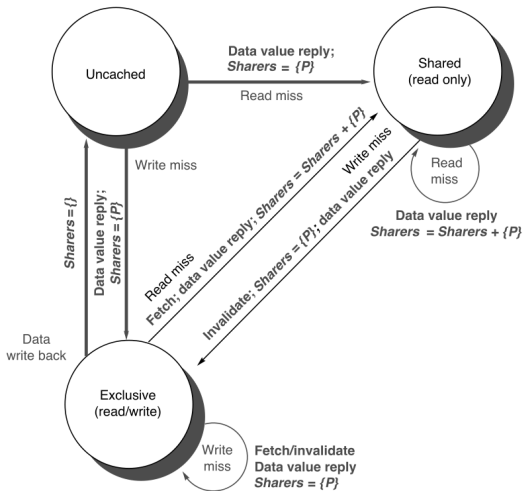 Uncached
Data value reply;
Sharers = {P}
Read miss
Shared
(read only)
Write miss
Read
miss
Data value reply
Sharers = Sharers + {P}
Sharers = {}
Data value reply;
Sharers = {P}
Read miss
Fetch; data value reply; Sharers = Sharers + {P}
Write miss
Invalidate; Sharers = {P}; data value reply
Data
write back
Exclusive
(read/write)
Write
miss
Fetch/invalidate
Data value reply
Sharers = {P}